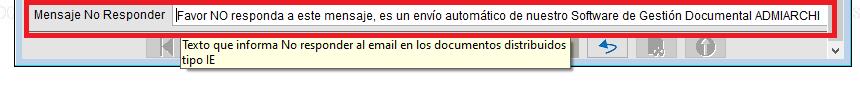 Mensaje No Responder Favor NO responda a este mensaje, es un envío automático de nuestro Software de Gestión Documental ADMIARCHI
Texto que informa No responder al email en los documentos distribuidos
tipo IE